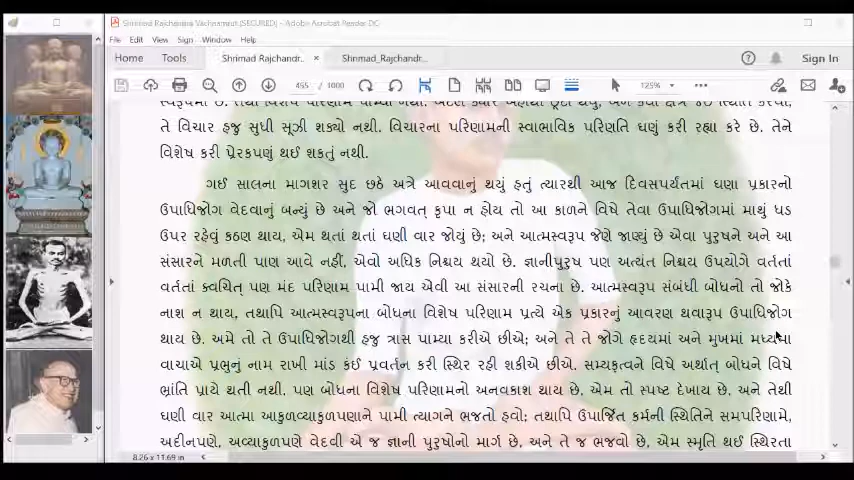 Shrimad Rajchandra Vachnamrut (SECURED) - Adobe Acrobat Reader DC
File Edit View Sign Window Help
Home Tools Shrimad Rajchandr... × Shrimad_Rajchandr... Sign In
455 / 1000 125%
તે વિચાર હજુ સુધી સૂઝી શક્યો નથી. વિચારના પરિણામની સ્વાભાવિક પરિણતિ ઘણું કરી રહ્યા કરે છે. તેને
વિશેષ કરી પ્રેરકપણું થઈ શકતું નથી.
ગઈ સાલના માગશર સુદ છઠે અત્રે આવવાનું થયું હતું ત્યારથી આજ દિવસપર્યંતમાં ઘણા પ્રકારનો
ઉપાધિજોગ વેદવાનું બન્યું છે અને જો ભગવત્ કૃપા ન હોય તો આ કાળને વિષે તેવા ઉપાધિજોગમાં માથું ધડ
ઉપર રહેવું કઠણ થાય, એમ થતાં થતાં ઘણી વાર જોયું છે; અને આત્મસ્વરૂપ જેણે જાણ્યું છે એવા પુરુષને અને આ
સંસારને મળતી પાણ આવે નહીં, એવો અધિક નિશ્ચય થયો છે. જ્ઞાનીપુરુષ પણ અત્યંત નિશ્ચય ઉપયોગે વર્તતાં
વર્તતાં ક્વચિત્ પણ મંદ પરિણામ પામી જાય એવી આ સંસારની રચના છે. આત્મસ્વરૂપ સંબંધી બોધનો તો જોકે
નાશ ન થાય, તથાપિ આત્મસ્વરૂપના બોધના વિશેષ પરિણામ પ્રત્યે એક પ્રકારનું આવરણ થવારૂપ ઉપાધિજોગ
થાય છે. અમે તો તે ઉપાધિજોગથી હજુ ત્રાસ પામ્યા કરીએ છીએ; અને તે તે જોગે હૃદયમાં અને મુખમાં મધ્યમા
વાચાએ પ્રભુનું નામ રાખી માંડ કંઈ પ્રવર્તન કરી સ્થિર રહી શકીએ છીએ. સમ્યક્ત્વને વિષે અર્થાત્ બોધને વિષે
ભ્રાંતિ પ્રાયે થતી નથી, પણ બોધના વિશેષ પરિણામનો અનવકાશ થાય છે, એમ તો સ્પષ્ટ દેખાય છે. અને તેથી
ઘણી વાર આત્મા આકુળવ્યાકુળપણાને પામી ત્યાગને ભજતો હવો; તથાપિ ઉપાર્જિત કર્મની સ્થિતિને સમપરિણામે,
અદીનપણે, અવ્યાકુળપણે વેદવી એ જ જ્ઞાની પુરુષોનો માર્ગ છે, અને તે જ ભજવો છે, એમ સ્મૃતિ થઈ સ્થિરતા
8.26 x 11.69 in